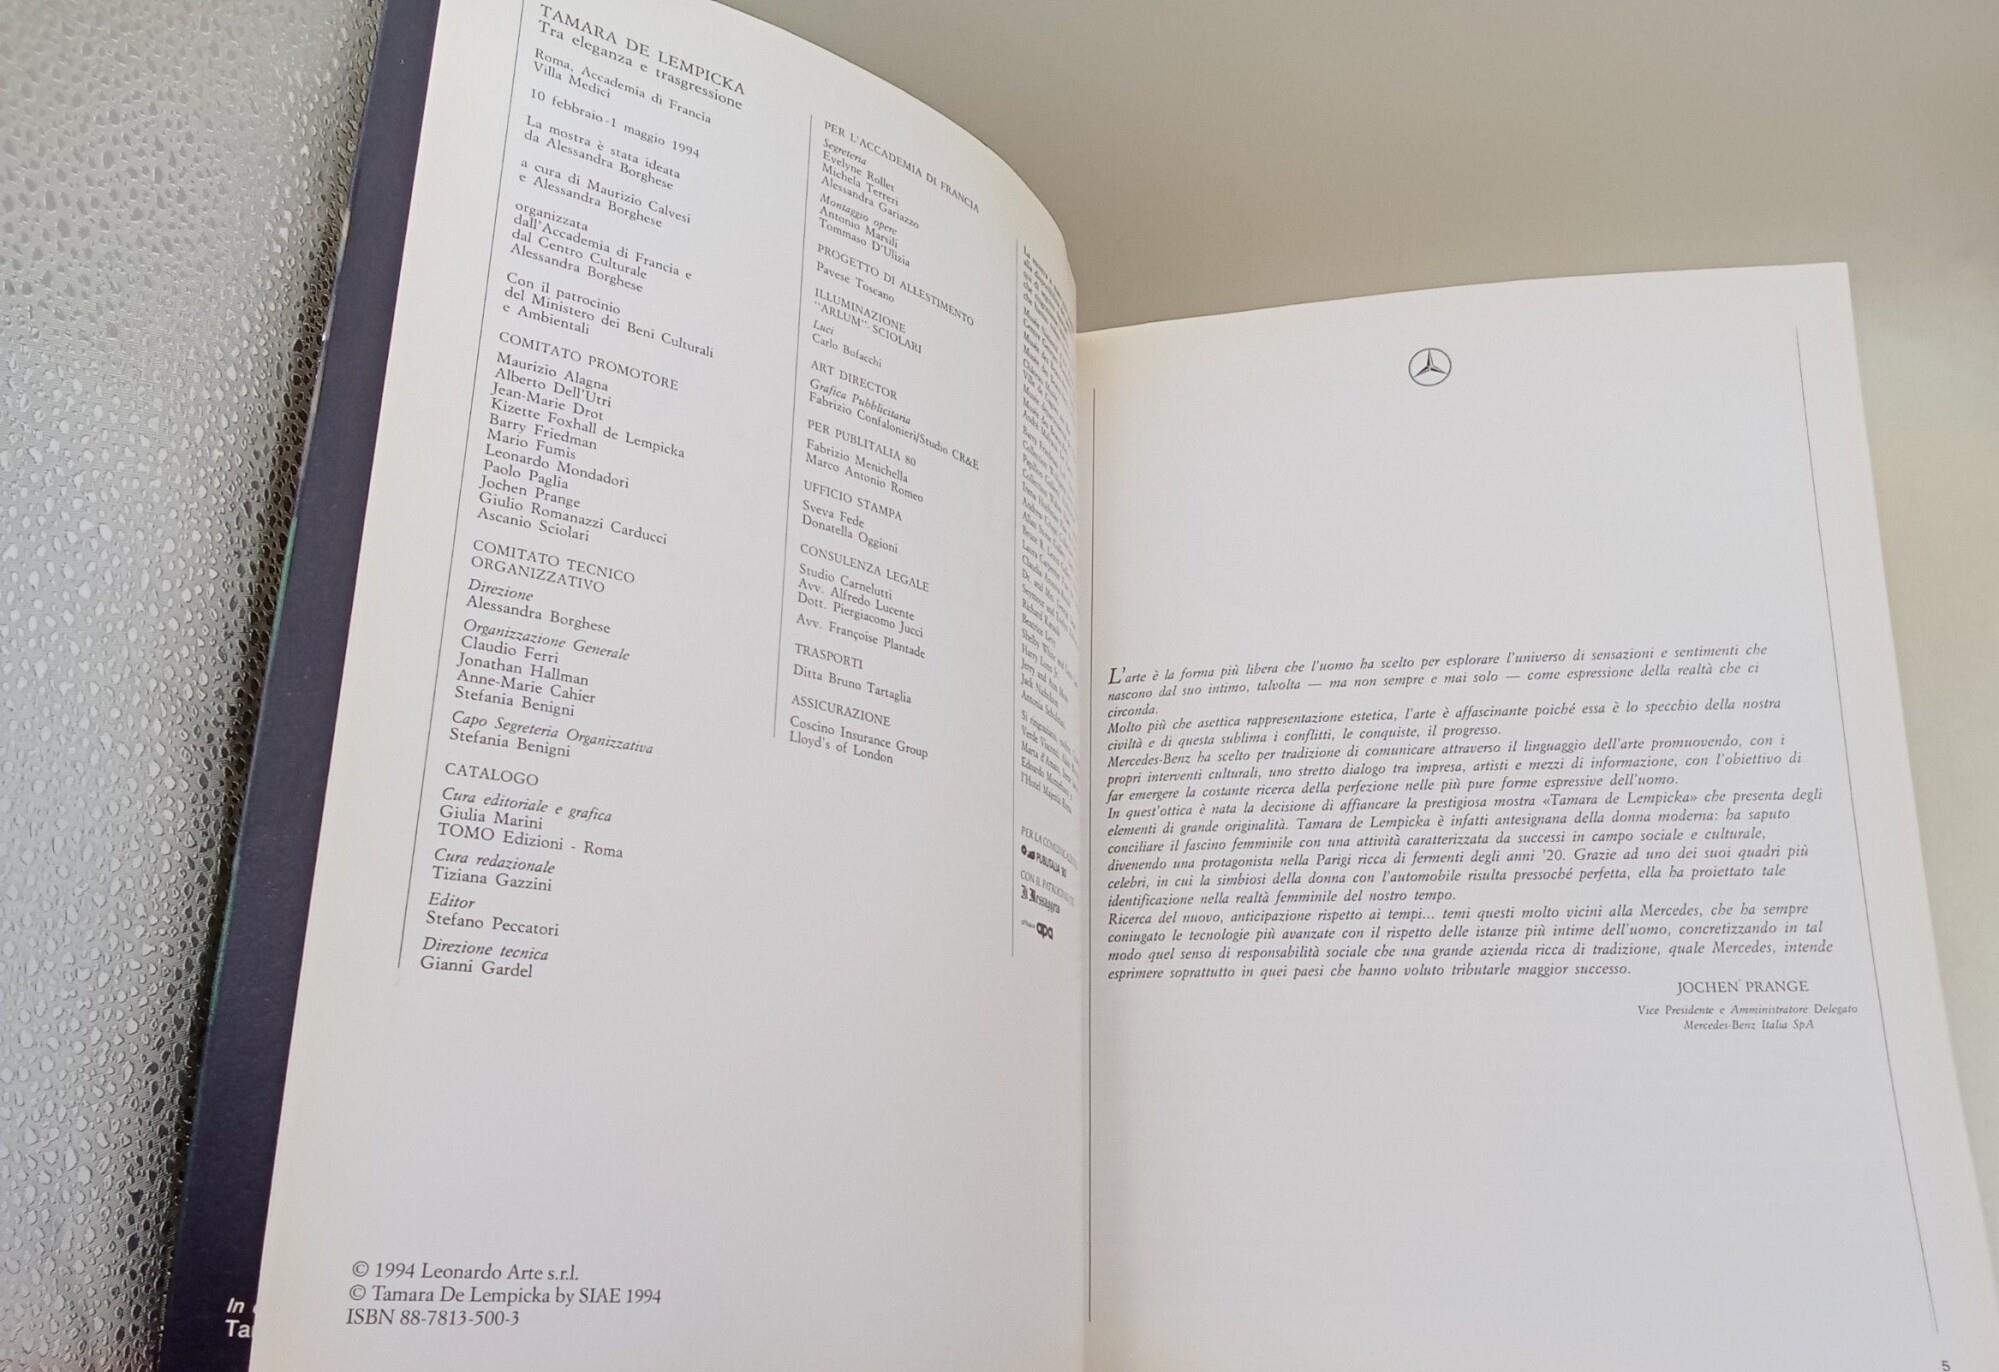 TAMARA DE LEMPICKA
Tra eleganza e trasgressione
Roma, Accademia di Francia
Villa Medici
10 febbraio - 1 maggio 1994
La mostra è stata ideata
da Alessandra Borghese
a cura di Maurizio Calvesi
e Alessandra Borghese
organizzata
dall'Accademia di Francia e
dal Centro Culturale
Alessandra Borghese
Con il patrocinio
del Ministero dei Beni Culturali
e Ambientali
COMITATO PROMOTORE
Maurizio Alagna
Alberto Dell'Utri
Jean-Marie Drot
Kizette Foxhall de Lempicka
Barry Friedman
Mario Fumis
Leonardo Mondadori
Paolo Paglia
Jochen Prange
Giulio Romanazzi Carducci
Ascanio Sciolari
COMITATO TECNICO
ORGANIZZATIVO
Direzione
Alessandra Borghese
Organizzazione Generale
Claudio Ferri
Jonathan Hallman
Anne-Marie Cahier
Stefania Benigni
Capo Segreteria Organizzativa
Stefania Benigni
CATALOGO
Cura editoriale e grafica
Giulia Marini
TOMO Edizioni - Roma
Cura redazionale
Tiziana Gazzini
Editor
Stefano Peccatori
Direzione tecnica
Gianni Gardel
PER L'ACCADEMIA DI FRANCIA
Segreteria
Evelyne Rollet
Michela Terreri
Alessandra Gariazzo
Montaggio opere
Antonio Marsili
Tommaso D'Ulizia
PROGETTO DI ALLESTIMENTO
Pavese Toscano
ILLUMINAZIONE
"ARLUM"- SCIOLARI
Luci
Carlo Bufacchi
ART DIRECTOR
Grafica Pubblicitaria
Fabrizio Confalonieri/Studio CR&E
PER PUBLITALIA 80
Fabrizio Menichella
Marco Antonio Romeo
UFFICIO STAMPA
Sveva Fede
Donatella Oggioni
CONSULENZA LEGALE
Studio Carnelutti
Avv. Alfredo Lucente
Dott. Piergiacomo Jucci
Avv. Françoise Plantade
TRASPORTI
Ditta Bruno Tartaglia
ASSICURAZIONE
Coscino Insurance Group
Lloyd's of London
Barry
Richard
Beatrice
Harry
Jack Nicholson
Antonia
l'Hotel Majestic Roma
PER LA
PUBLITALIA '80
CON IL
Il Messaggero
apa
© 1994 Leonardo Arte s.r.l.
© Tamara De Lempicka by SIAE 1994
ISBN 88-7813-500-3
In
Ta
L'arte è la forma più libera che l'uomo ha scelto per esplorare l'universo di sensazioni e sentimenti che
nascono dal suo intimo, talvolta — ma non sempre e mai solo — come espressione della realtà che ci
circonda.
Molto più che asettica rappresentazione estetica, l'arte è affascinante poiché essa è lo specchio della nostra
civiltà e di questa sublima i conflitti, le conquiste, il progresso.
Mercedes-Benz ha scelto per tradizione di comunicare attraverso il linguaggio dell'arte promuovendo, con i
propri interventi culturali, uno stretto dialogo tra impresa, artisti e mezzi di informazione, con l'obiettivo di
far emergere la costante ricerca della perfezione nelle più pure forme espressive dell'uomo.
In quest'ottica è nata la decisione di affiancare la prestigiosa mostra «Tamara de Lempicka» che presenta degli
elementi di grande originalità. Tamara de Lempicka è infatti antesignana della donna moderna: ha saputo
conciliare il fascino femminile con una attività caratterizzata da successi in campo sociale e culturale,
divenendo una protagonista nella Parigi ricca di fermenti degli anni '20. Grazie ad uno dei suoi quadri più
celebri, in cui la simbiosi della donna con l'automobile risulta pressoché perfetta, ella ha proiettato tale
identificazione nella realtà femminile del nostro tempo.
Ricerca del nuovo, anticipazione rispetto ai tempi... temi questi molto vicini alla Mercedes, che ha sempre
coniugato le tecnologie più avanzate con il rispetto delle istanze più intime dell'uomo, concretizzando in tal
modo quel senso di responsabilità sociale che una grande azienda ricca di tradizione, quale Mercedes, intende
esprimere soprattutto in quei paesi che hanno voluto tributarle maggior successo.
JOCHEN PRANGE
Vice Presidente e Amministratore Delegato
Mercedes-Benz Italia SpA
5